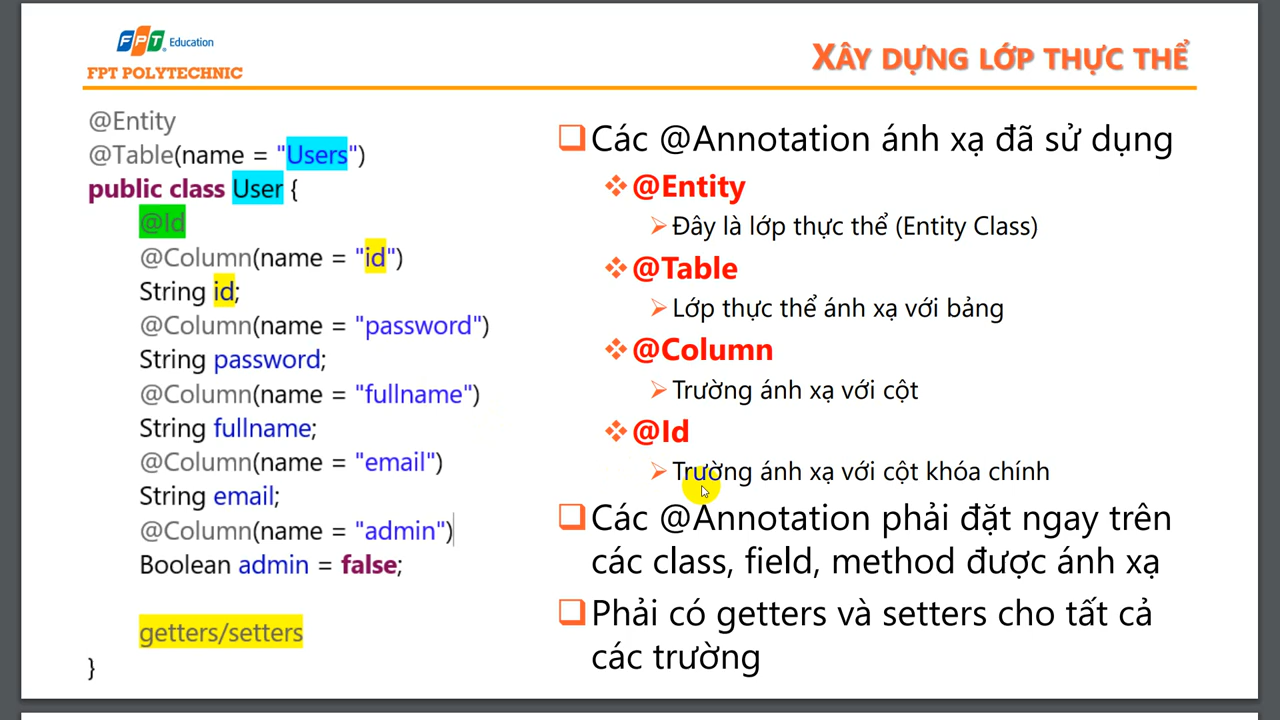 FPT Education
FPT POLYTECHNIC
XÂY DỰNG LỚP THỰC THỂ
@Entity
@Table(name = "Users")
public class User {
@Id
@Column(name = "id")
String id;
@Column(name = "password")
String password;
@Column(name = "fullname")
String fullname;
@Column(name = "email")
String email;
@Column(name = "admin")
Boolean admin = false;
getters/setters
}
Các @Annotation ánh xạ đã sử dụng
@Entity
Đây là lớp thực thể (Entity Class)
@Table
Lớp thực thể ánh xạ với bảng
@Column
Trường ánh xạ với cột
@Id
Trường ánh xạ với cột khóa chính
Các @Annotation phải đặt ngay trên
các class, field, method được ánh xạ
Phải có getters và setters cho tất cả
các trường